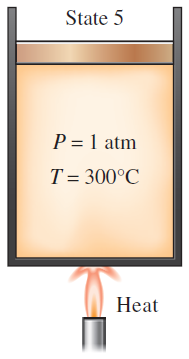 State 5
P = 1 atm
T = 300°C
Heat